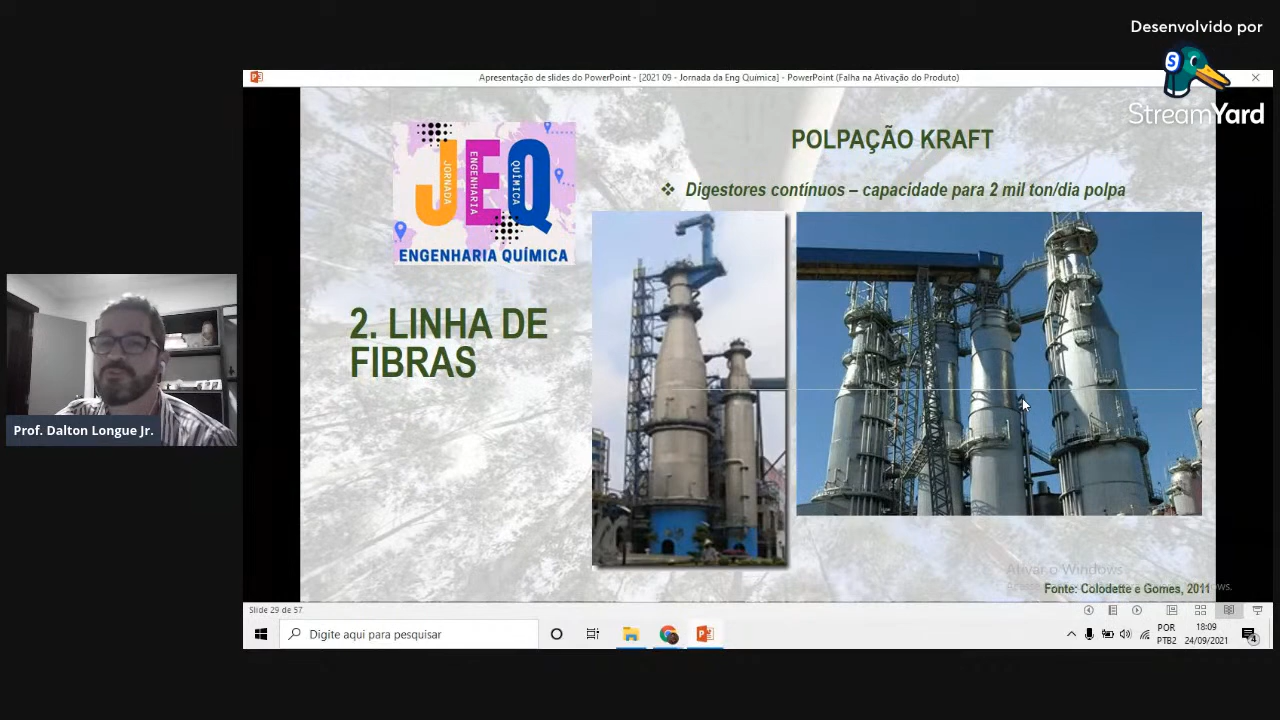 Desenvolvido por
StreamYard
Apresentação de slides do PowerPoint - [2021 09 - Jornada da Eng Química] - PowerPoint (Falha na Ativação do Produto)
JEQ
JORNADA
ENGENHARIA
QUÍMICA
ENGENHARIA QUÍMICA
POLPAÇÃO KRAFT
❖ Digestores contínuos – capacidade para 2 mil ton/dia polpa
2. LINHA DE
FIBRAS
Prof. Dalton Longue Jr.
Ativar o Windows
Fonte: Colodette e Gomes, 2011
Slide 29 de 57
Digite aqui para pesquisar
POR
PTB2
18:09
24/09/2021
4